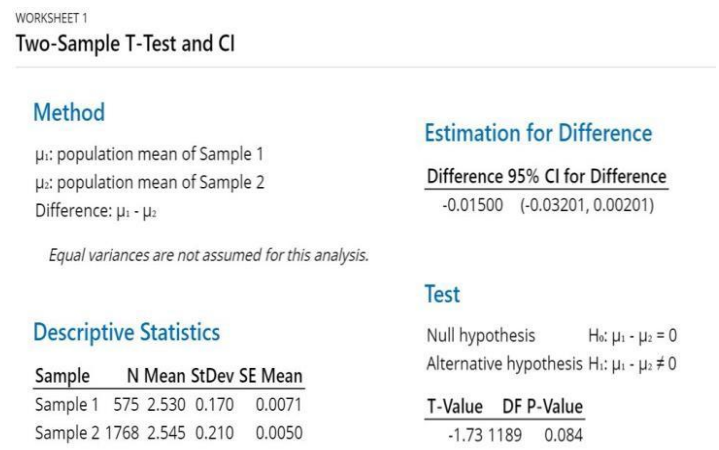 WORKSHEET 1
Two-Sample T-Test and CI
Method
μ₁: population mean of Sample 1
µ₂: population mean of Sample 2
Difference: μ₁ - µ₂
Equal variances are not assumed for this analysis.
Descriptive Statistics
Sample N Mean StDev SE Mean
Sample 1 575 2.530 0.170 0.0071
Sample 2 1768 2.545 0.210 0.0050
Estimation for Difference
Difference 95% CI for Difference
-0.01500 (-0.03201, 0.00201)
Test
Null hypothesis H₀: μ₁ - µ₂ = 0
Alternative hypothesis H₁: μ₁ - µ₂ ≠ 0
T-Value DF P-Value
-1.73 1189 0.084